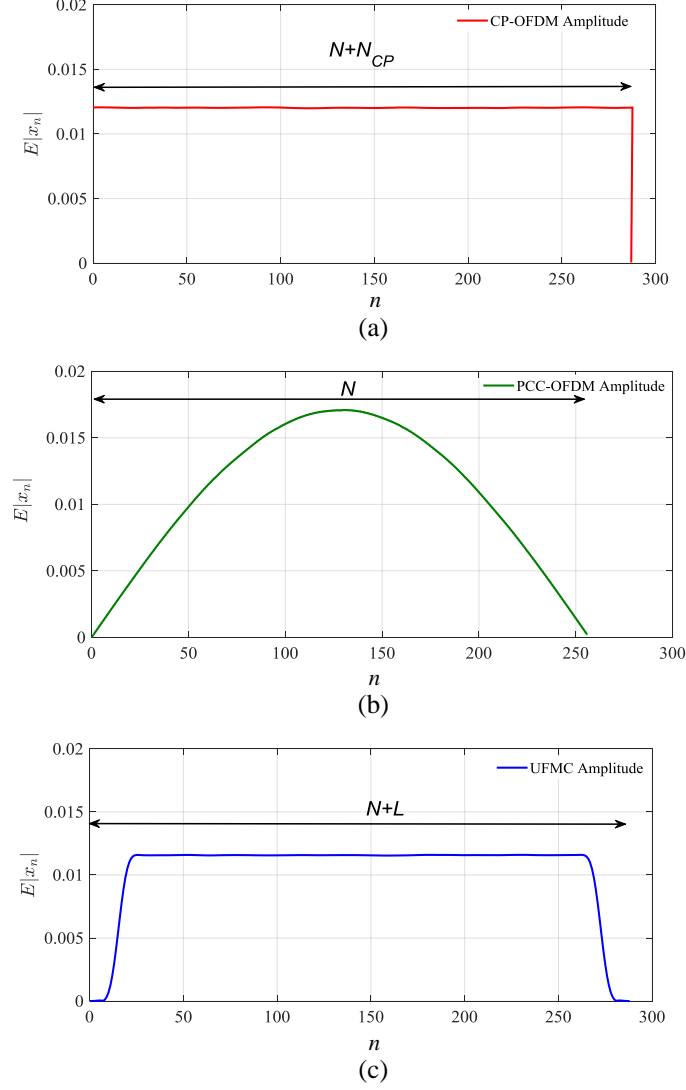 0.02
CP-OFDM Amplitude
N+N_CP
0.015
0.01
0.005
0
E|x_n|
0 50 100 150 200 250 300
n
(a)
0.02
PCC-OFDM Amplitude
N
0.015
0.01
0.005
0
E|x_n|
0 50 100 150 200 250 300
n
(b)
0.02
UFMC Amplitude
N+L
0.015
0.01
0.005
0
E|x_n|
0 50 100 150 200 250 300
n
(c)